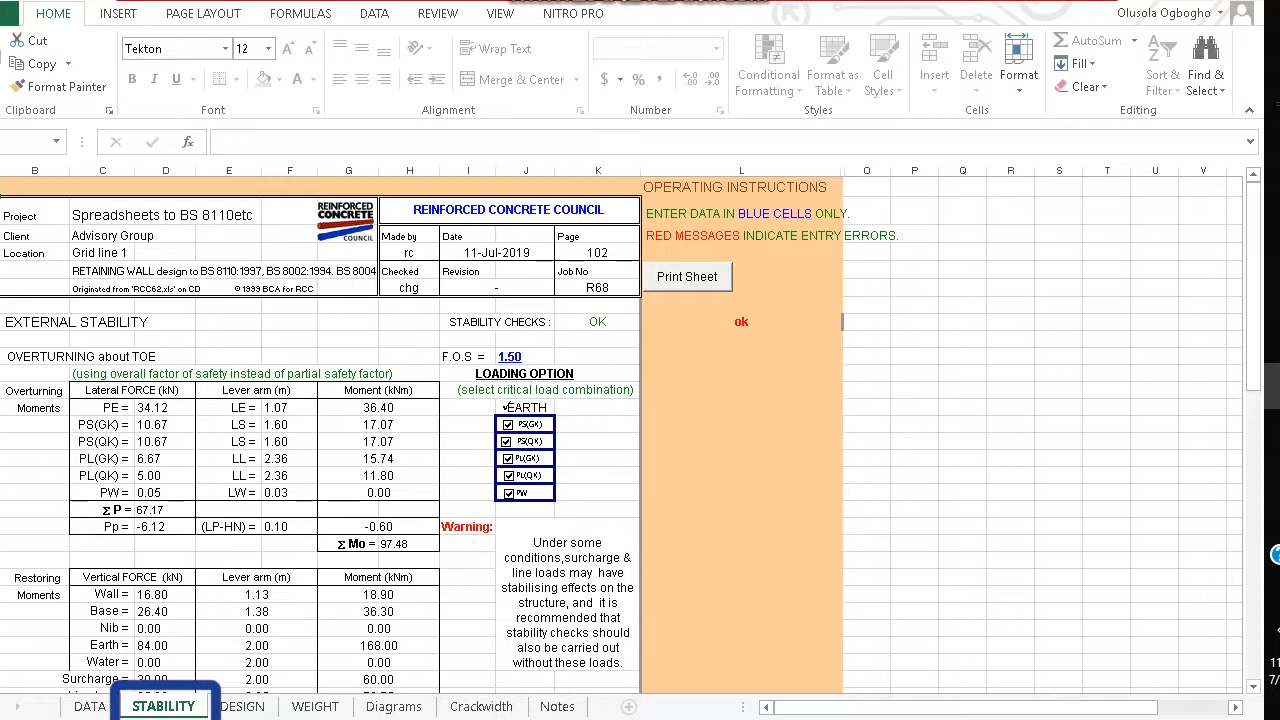 HOME INSERT PAGE LAYOUT FORMULAS DATA REVIEW VIEW NITRO PRO Olusola Ogbogho
Cut
Copy
Format Painter
Tekton 12
B I U A
Wrap Text
Merge & Center
$ %
Conditional Formatting
Format as Table
Cell Styles
Insert Delete Format
AutoSum
Fill
Clear
Sort & Filter
Find & Select
Clipboard Font Alignment Number Styles Cells Editing
fx
B C D E F G H I J K L O P Q R S T U V
OPERATING INSTRUCTIONS
Project Spreadsheets to BS 8110etc
REINFORCED CONCRETE COUNCIL
REINFORCED CONCRETE COUNCIL
ENTER DATA IN BLUE CELLS ONLY.
Client Advisory Group Made by Date Page
RED MESSAGES INDICATE ENTRY ERRORS.
Location Grid line 1 rc 11-Jul-2019 102
RETAINING WALL design to BS 8110:1997, BS 8002:1994. BS 8004 Checked Revision Job No
Print Sheet
Originated from 'RCC62.xls' on CD © 1999 BCA for RCC chg - R68
EXTERNAL STABILITY STABILITY CHECKS : OK ok
OVERTURNING about TOE F.O.S = 1.50
(using overall factor of safety instead of partial safety factor) LOADING OPTION
Overturning Lateral FORCE (kN) Lever arm (m) Moment (kNm) (select critical load combination)
Moments PE = 34.12 LE = 1.07 36.40 EARTH
PS(GK) = 10.67 LS = 1.60 17.07 PS(GK)
PS(QK) = 10.67 LS = 1.60 17.07 PS(QK)
PL(GK) = 6.67 LL = 2.36 15.74 PL(GK)
PL(QK) = 5.00 LL = 2.36 11.80 PL(QK)
PW = 0.05 LW = 0.03 0.00 PW
Σ P = 67.17
Pp = -6.12 (LP-HN) = 0.10 -0.60 Warning:
Σ Mo = 97.48
Under some
conditions,surcharge &
line loads may have
stabilising effects on the
structure, and it is
recommended that
stability checks should
also be carried out
without these loads.
Restoring Vertical FORCE (kN) Lever arm (m) Moment (kNm)
Moments Wall = 16.80 1.13 18.90
Base = 26.40 1.38 36.30
Nib = 0.00 0.00 0.00
Earth = 84.00 2.00 168.00
Water = 0.00 2.00 0.00
Surcharge = 30.00 2.00 60.00
DATA STABILITY DESIGN WEIGHT Diagrams Crackwidth Notes